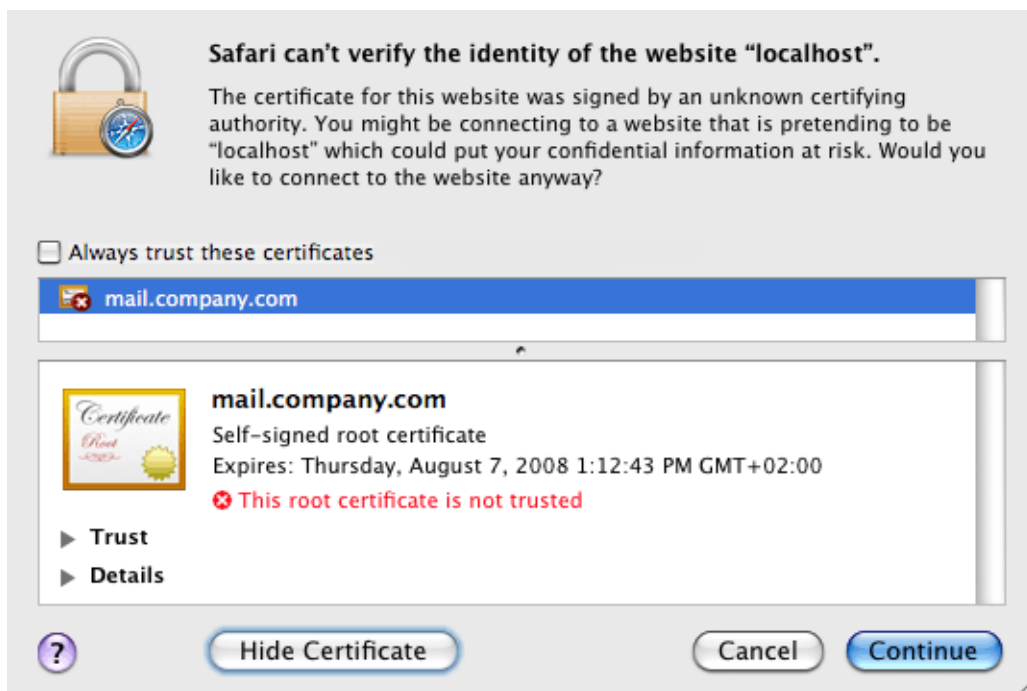 Safari can't verify the identity of the website “localhost”.
The certificate for this website was signed by an unknown certifying
authority. You might be connecting to a website that is pretending to be
“localhost” which could put your confidential information at risk. Would you
like to connect to the website anyway?
Always trust these certificates
mail.company.com
Certificate
Root
mail.company.com
Self-signed root certificate
Expires: Thursday, August 7, 2008 1:12:43 PM GMT+02:00
This root certificate is not trusted
Trust
Details
?
Hide Certificate
Cancel
Continue